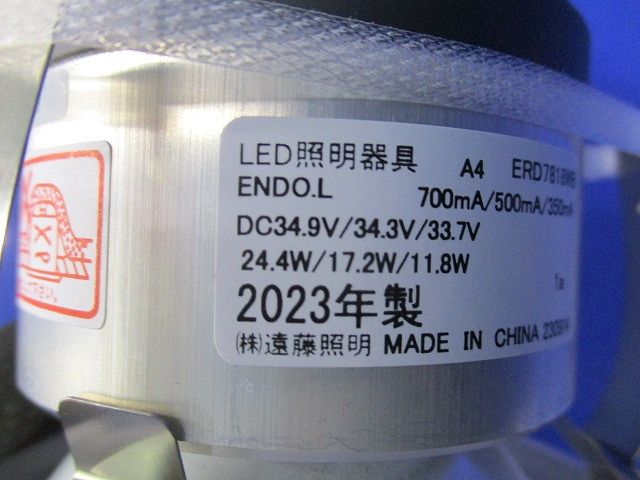 LED照明器具 A4
ENDO.L 700mA/500mA/350mA
DC34.9V/34.3V/33.7V
24.4W/17.2W/11.8W
2023年製
㈱遠藤照明 MADE IN CHINA